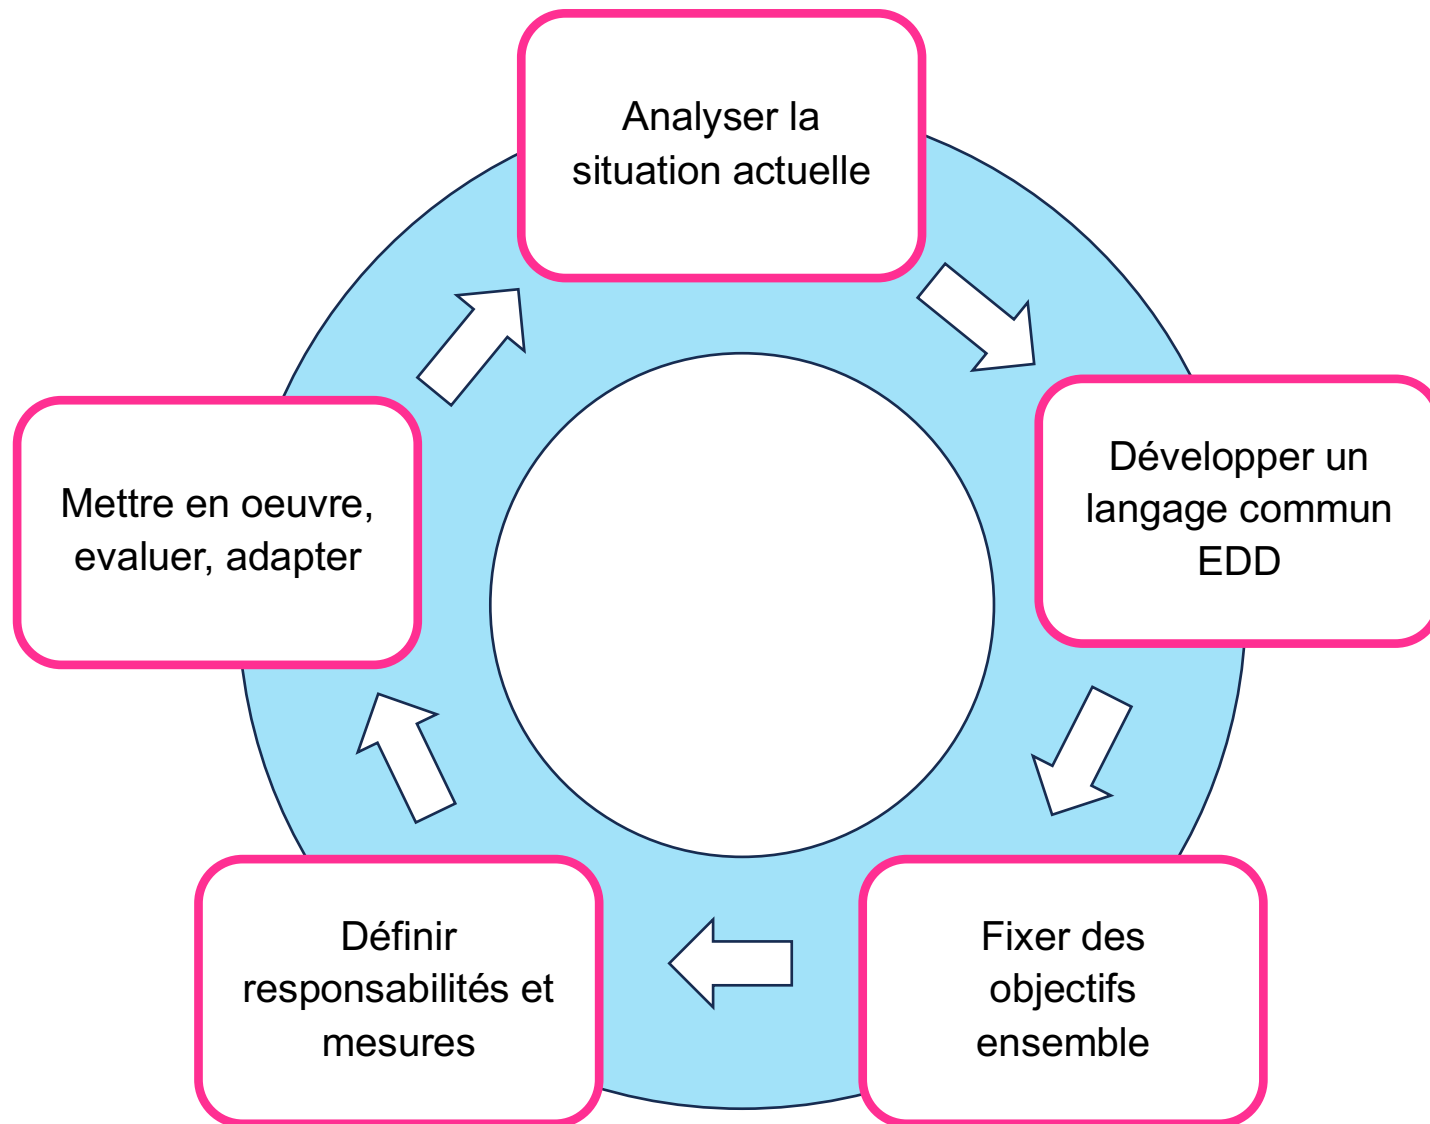 Analyser la
situation actuelle
Développer un
langage commun
EDD
Fixer des
objectifs
ensemble
Définir
responsabilités et
mesures
Mettre en oeuvre,
evaluer, adapter